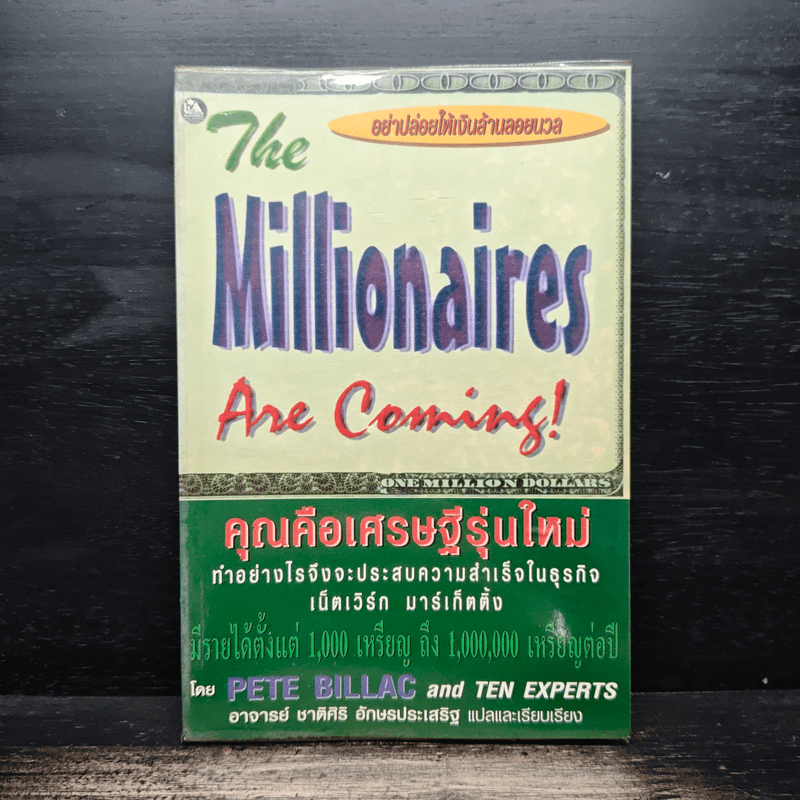 The
อย่าปล่อยให้เงินล้านลอยนวล
Millionaires
Are Coming!
ONE MILLION DOLLARS
คุณคือเศรษฐีรุ่นใหม่
ทำอย่างไรจึงจะประสบความสำเร็จในธุรกิจ
เน็ตเวิร์ก มาร์เก็ตติ้ง
มีรายได้ตั้งแต่ 1,000 เหรียญ ถึง 1,000,000 เหรียญต่อปี
โดย PETE BILLAC and TEN EXPERTS
อาจารย์ ชาติศิริ อักษรประเสริฐ แปลและเรียบเรียง